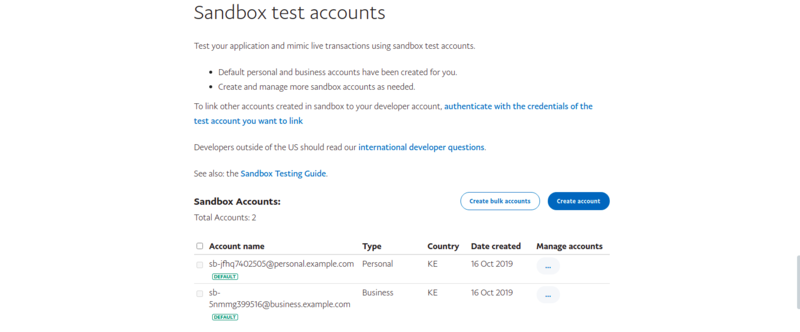 Sandbox test accounts
Test your application and mimic live transactions using sandbox test accounts.
Default personal and business accounts have been created for you.
Create and manage more sandbox accounts as needed.
To link other accounts created in sandbox to your developer account, authenticate with the credentials of the
test account you want to link
Developers outside of the US should read our international developer questions.
See also: the Sandbox Testing Guide.
Sandbox Accounts:
Create bulk accounts
Create account
Total Accounts: 2
Account name Type Country Date created Manage accounts
sb-jfhq7402505@personal.example.com Personal KE 16 Oct 2019 ...
DEFAULT
sb- Business KE 16 Oct 2019 ...
5nmmg399516@business.example.com
DEFAULT